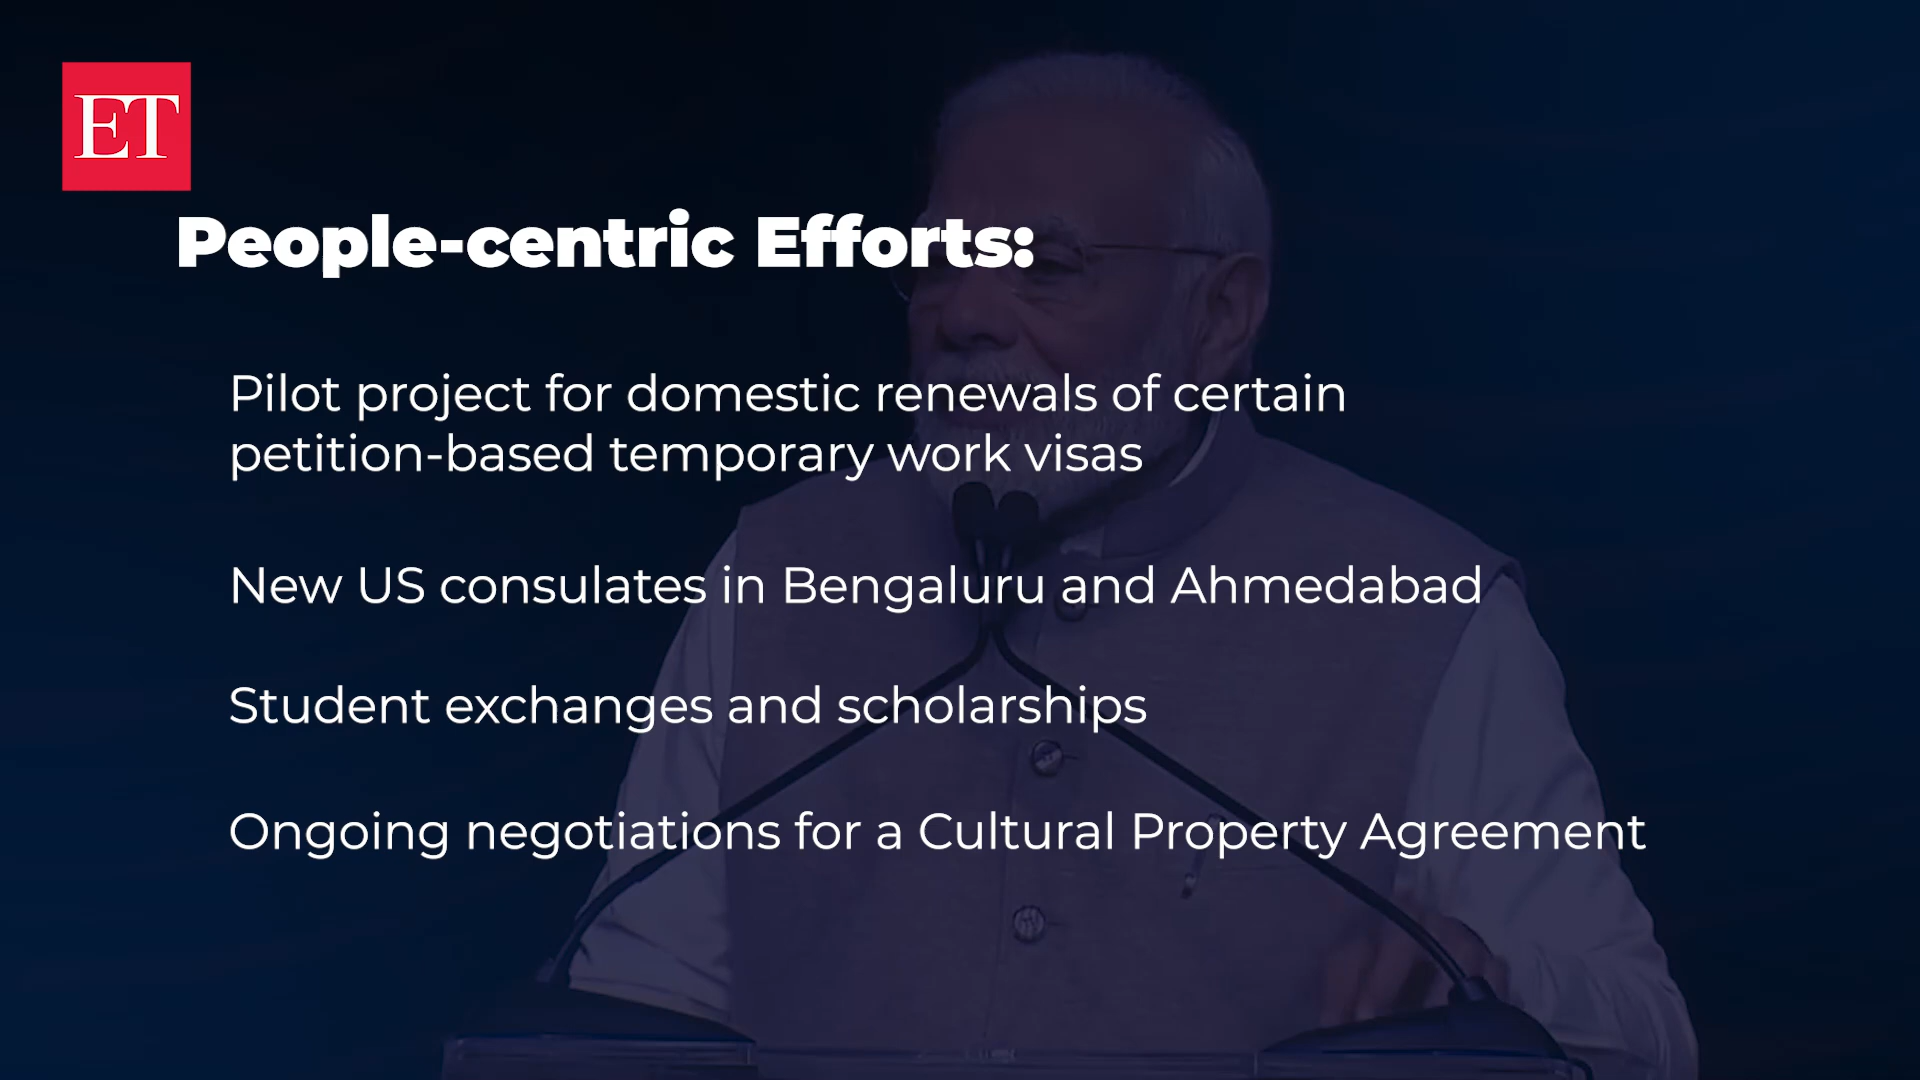 ET
People-centric Efforts:
Pilot project for domestic renewals of certain
petition-based temporary work visas
New US consulates in Bengaluru and Ahmedabad
Student exchanges and scholarships
Ongoing negotiations for a Cultural Property Agreement